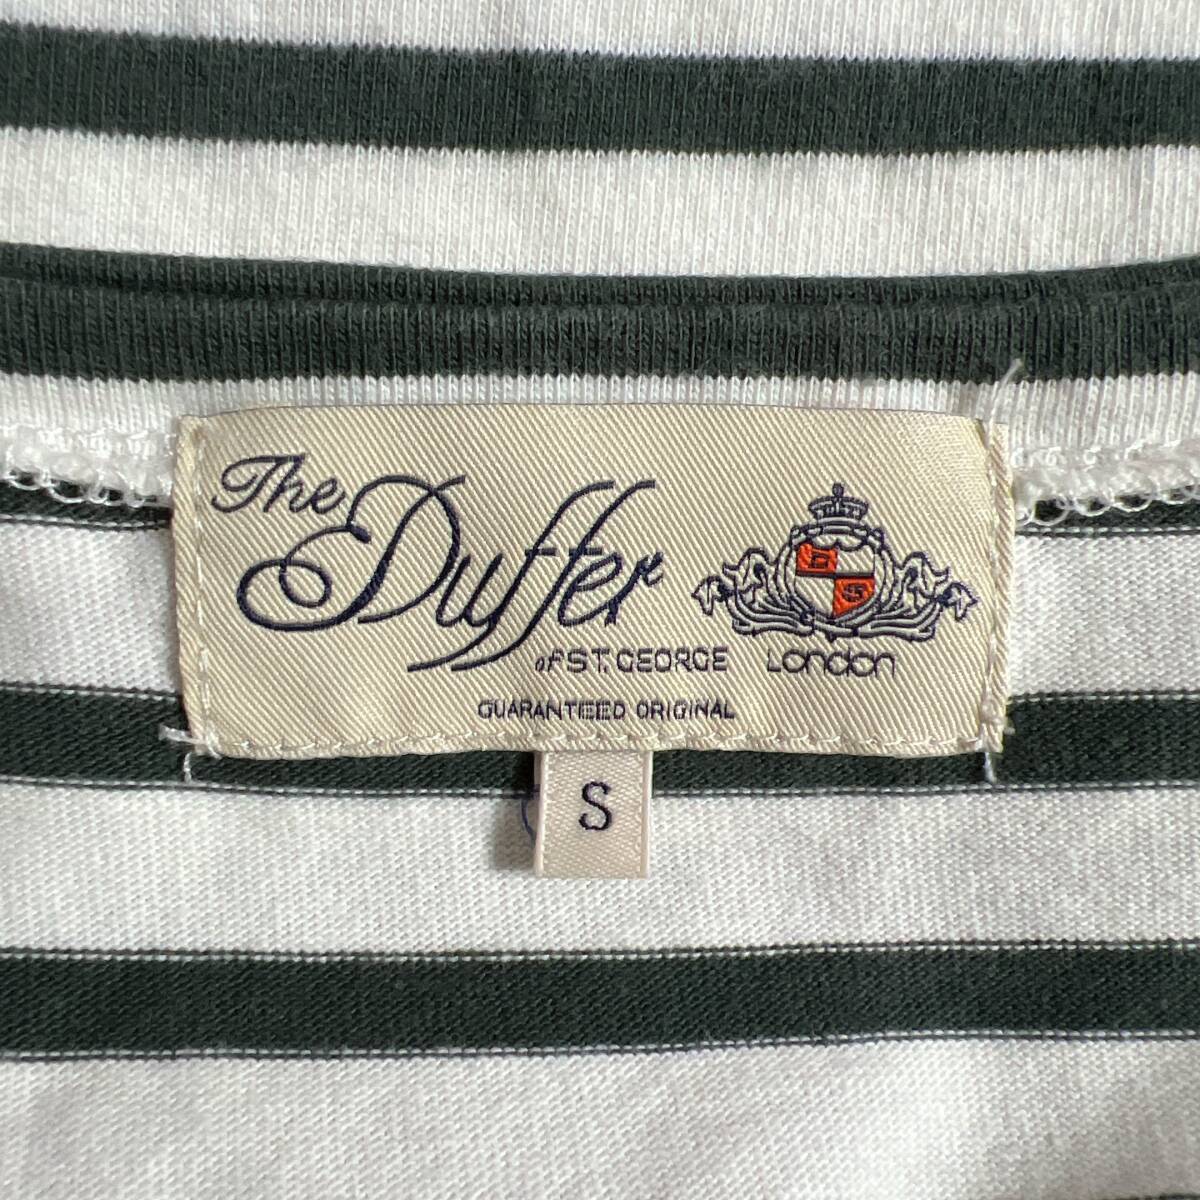 The
Duffer
of ST. GEORGE London
GUARANTEED ORIGINAL
S